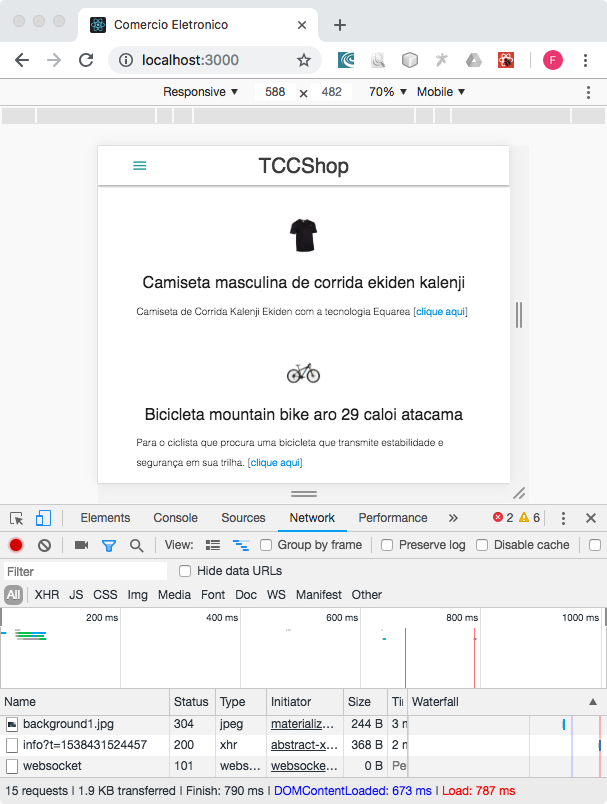 Comercio Eletronico
localhost:3000
F
Responsive 588 × 482 70% Mobile
TCCShop
Camiseta masculina de corrida ekiden kalenji
Camiseta de Corrida Kalenji Ekiden com a tecnologia Equarea [clique aqui]
Bicicleta mountain bike aro 29 caloi atacama
Para o ciclista que procura uma bicicleta que transmite estabilidade e
segurança em sua trilha. [clique aqui]
Elements Console Sources Network Performance » 2 6
View: Group by frame Preserve log Disable cache
Filter Hide data URLs
All XHR JS CSS Img Media Font Doc WS Manifest Other
200 ms 400 ms 600 ms 800 ms 1000 ms
Name Status Type Initiator Size Waterfall
background1.jpg 304 jpeg materializ… 244 B
info?t=1538431524457 200 xhr abstract-x… 368 B
websocket 101 webs… websocke… 0 B Pe
15 requests | 1.9 KB transferred | Finish: 790 ms | DOMContentLoaded: 673 ms | Load: 787 ms